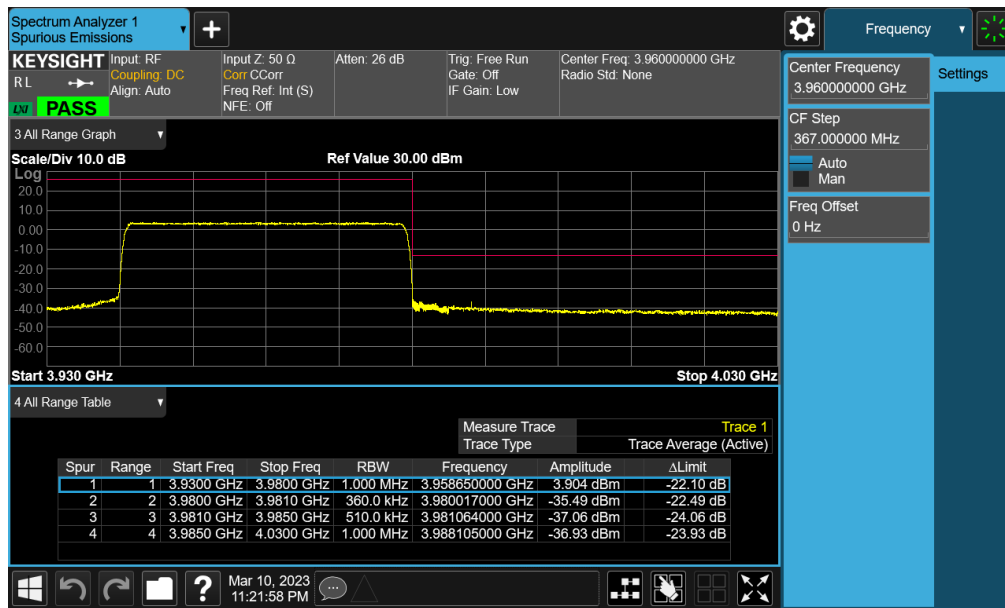 Spectrum Analyzer 1
Spurious Emissions
Frequency
KEYSIGHT
R L
LXI
PASS
Input: RF
Coupling: DC
Align: Auto
Input Z: 50 Ω
Corr CCorr
Freq Ref: Int (S)
NFE: Off
Atten: 26 dB
Trig: Free Run
Gate: Off
IF Gain: Low
Center Freq: 3.960000000 GHz
Radio Std: None
Center Frequency
3.960000000 GHz
Settings
CF Step
367.000000 MHz
Auto
Man
Freq Offset
0 Hz
3 All Range Graph
Scale/Div 10.0 dB
Ref Value 30.00 dBm
Log
20.0
10.0
0.00
-10.0
-20.0
-30.0
-40.0
-50.0
-60.0
Start 3.930 GHz
Stop 4.030 GHz
4 All Range Table
Measure Trace Trace 1
Trace Type Trace Average (Active)
Spur Range Start Freq Stop Freq RBW Frequency Amplitude ΔLimit
1 1 3.9300 GHz 3.9800 GHz 1.000 MHz 3.958650000 GHz 3.904 dBm -22.10 dB
2 2 3.9800 GHz 3.9810 GHz 360.0 kHz 3.980017000 GHz -35.49 dBm -22.49 dB
3 3 3.9810 GHz 3.9850 GHz 510.0 kHz 3.981064000 GHz -37.06 dBm -24.06 dB
4 4 3.9850 GHz 4.0300 GHz 1.000 MHz 3.988105000 GHz -36.93 dBm -23.93 dB
?
Mar 10, 2023
11:21:58 PM